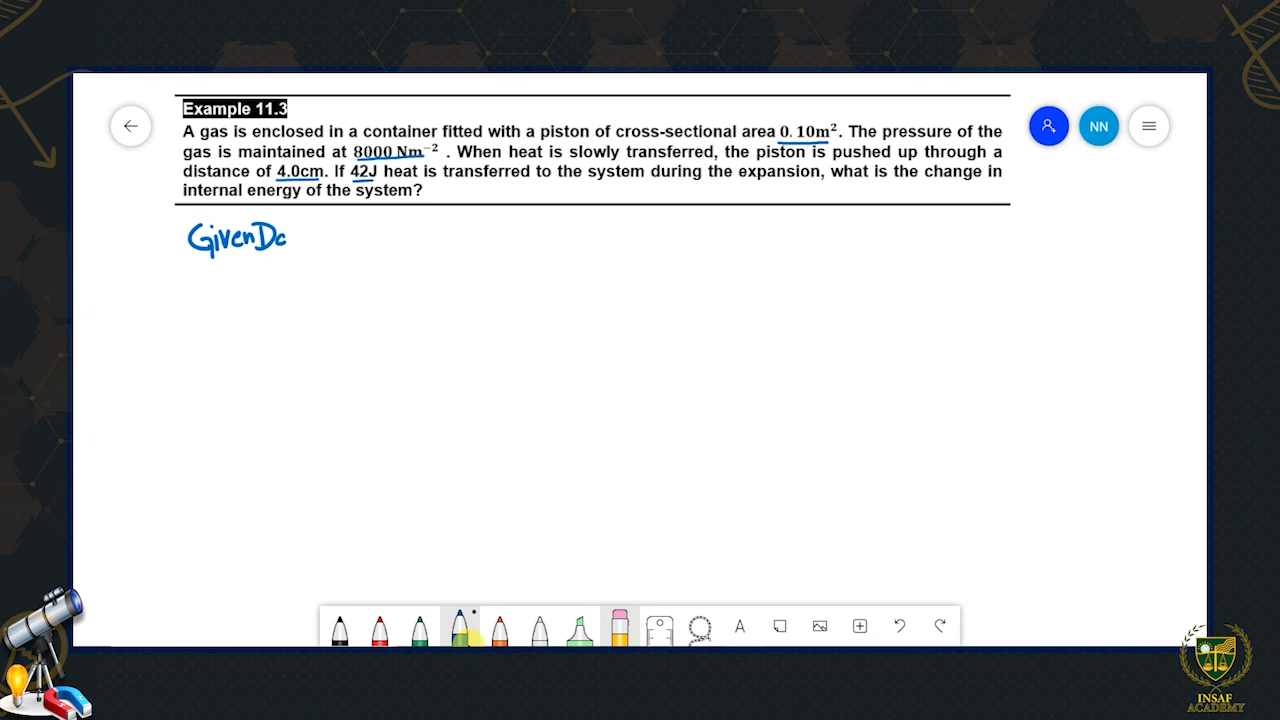 Example 11.3
A gas is enclosed in a container fitted with a piston of cross-sectional area 0.10m². The pressure of the
gas is maintained at 8000 Nm⁻² . When heat is slowly transferred, the piston is pushed up through a
distance of 4.0cm. If 42J heat is transferred to the system during the expansion, what is the change in
internal energy of the system?
NN
Given Da
A
INSAF
ACADEMY